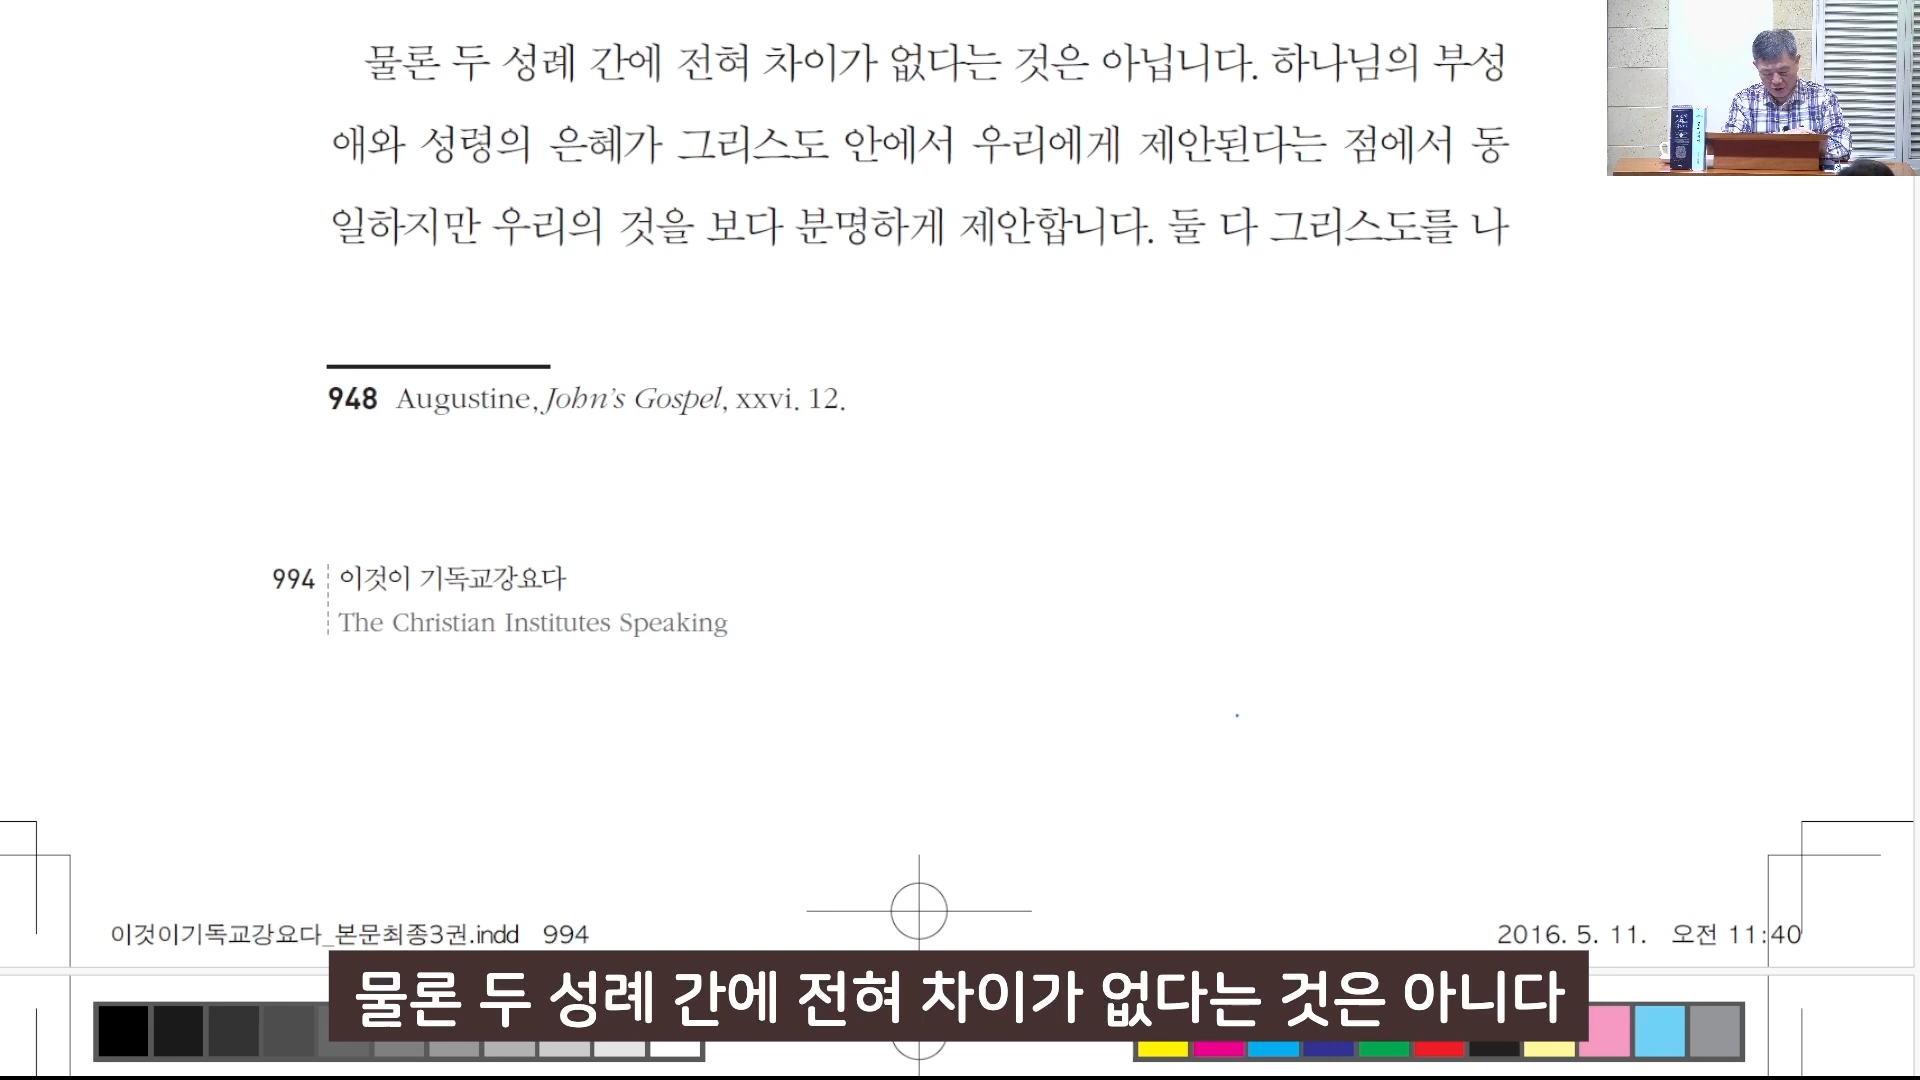 물론 두 성례 간에 전혀 차이가 없다는 것은 아닙니다. 하나님의 부성
애와 성령의 은혜가 그리스도 안에서 우리에게 제안된다는 점에서 동
일하지만 우리의 것을 보다 분명하게 제안합니다. 둘 다 그리스도를 나
948 Augustine, John's Gospel, xxvi. 12.
994 이것이 기독교강요다
The Christian Institutes Speaking
이것이기독교강요다_본문최종3권.indd 994
2016. 5. 11. 오전 11:40
물론 두 성례 간에 전혀 차이가 없다는 것은 아니다